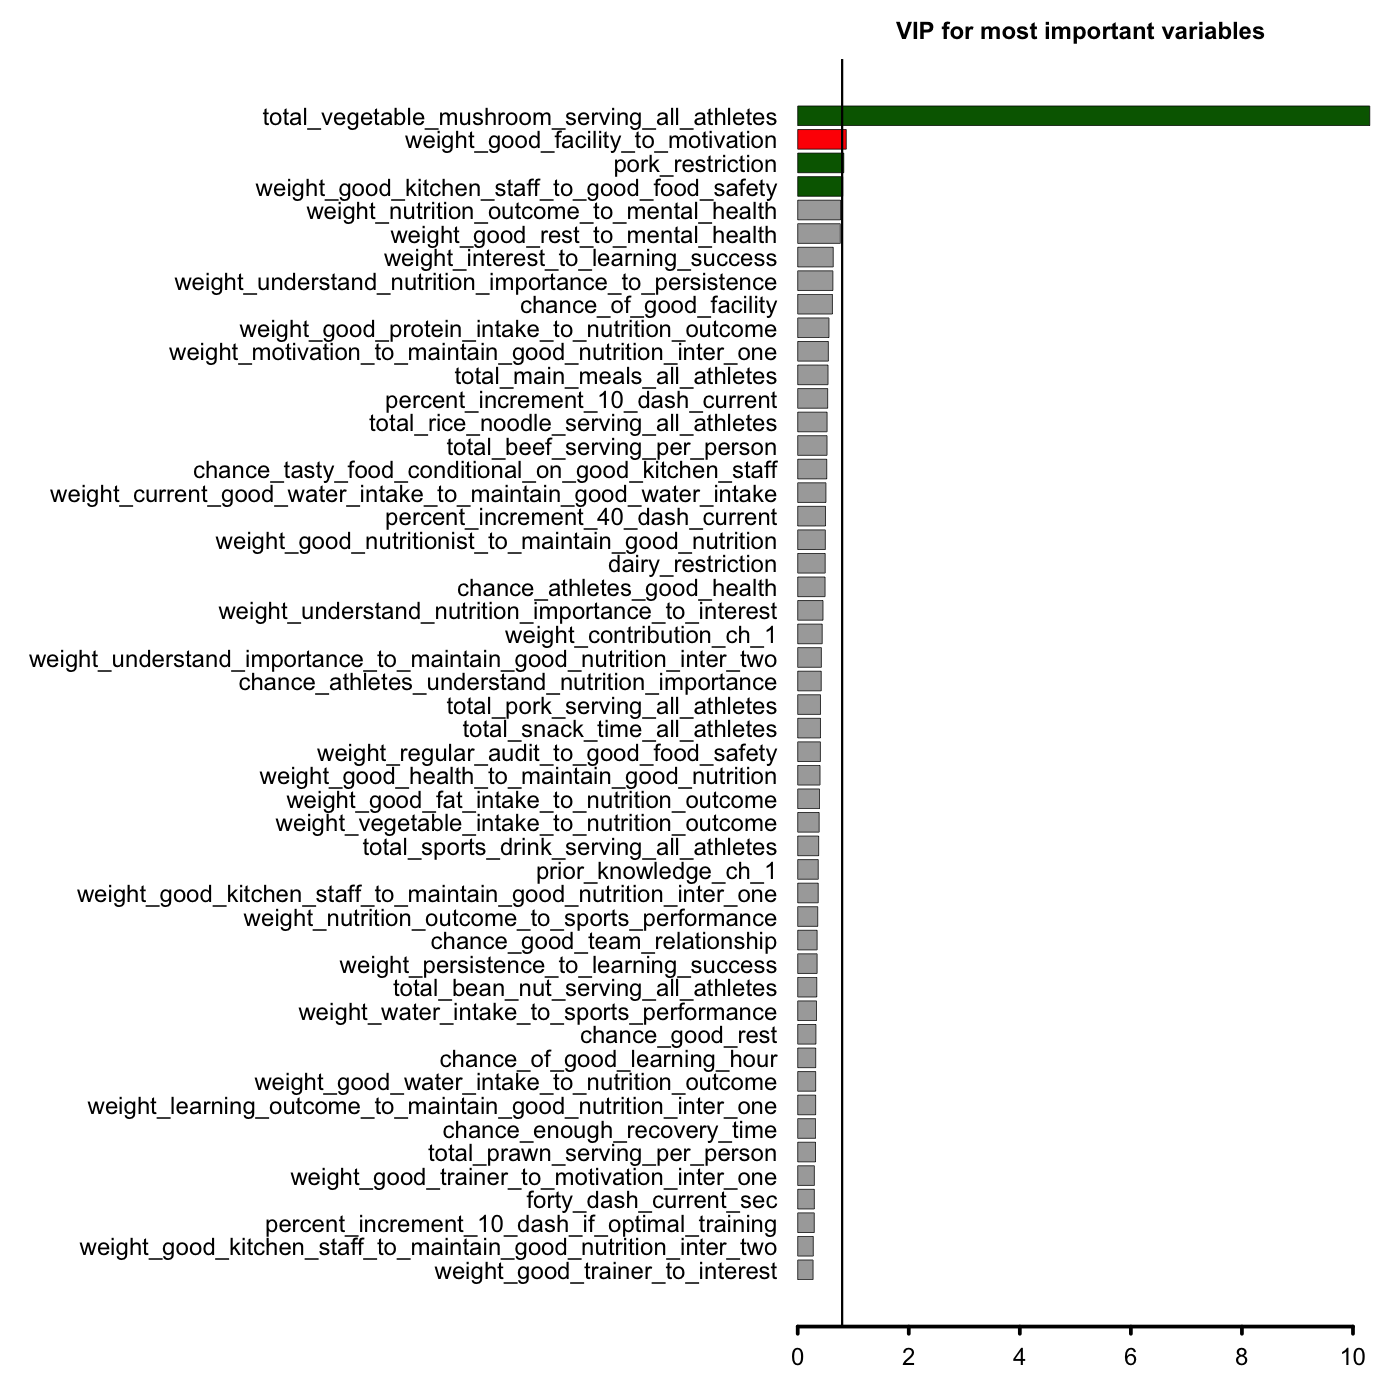 VIP for most important variables
total_vegetable_mushroom_serving_all_athletes
weight_good_facility_to_motivation
pork_restriction
weight_good_kitchen_staff_to_good_food_safety
weight_nutrition_outcome_to_mental_health
weight_good_rest_to_mental_health
weight_interest_to_learning_success
weight_understand_nutrition_importance_to_persistence
chance_of_good_facility
weight_good_protein_intake_to_nutrition_outcome
weight_motivation_to_maintain_good_nutrition_inter_one
total_main_meals_all_athletes
percent_increment_10_dash_current
total_rice_noodle_serving_all_athletes
total_beef_serving_per_person
chance_tasty_food_conditional_on_good_kitchen_staff
weight_current_good_water_intake_to_maintain_good_water_intake
percent_increment_40_dash_current
weight_good_nutritionist_to_maintain_good_nutrition
dairy_restriction
chance_athletes_good_health
weight_understand_nutrition_importance_to_interest
weight_contribution_ch_1
weight_understand_importance_to_maintain_good_nutrition_inter_two
chance_athletes_understand_nutrition_importance
total_pork_serving_all_athletes
total_snack_time_all_athletes
weight_regular_audit_to_good_food_safety
weight_good_health_to_maintain_good_nutrition
weight_good_fat_intake_to_nutrition_outcome
weight_vegetable_intake_to_nutrition_outcome
total_sports_drink_serving_all_athletes
prior_knowledge_ch_1
weight_good_kitchen_staff_to_maintain_good_nutrition_inter_one
weight_nutrition_outcome_to_sports_performance
chance_good_team_relationship
weight_persistence_to_learning_success
total_bean_nut_serving_all_athletes
weight_water_intake_to_sports_performance
chance_good_rest
chance_of_good_learning_hour
weight_good_water_intake_to_nutrition_outcome
weight_learning_outcome_to_maintain_good_nutrition_inter_one
chance_enough_recovery_time
total_prawn_serving_per_person
weight_good_trainer_to_motivation_inter_one
forty_dash_current_sec
percent_increment_10_dash_if_optimal_training
weight_good_kitchen_staff_to_maintain_good_nutrition_inter_two
weight_good_trainer_to_interest
0 2 4 6 8 10